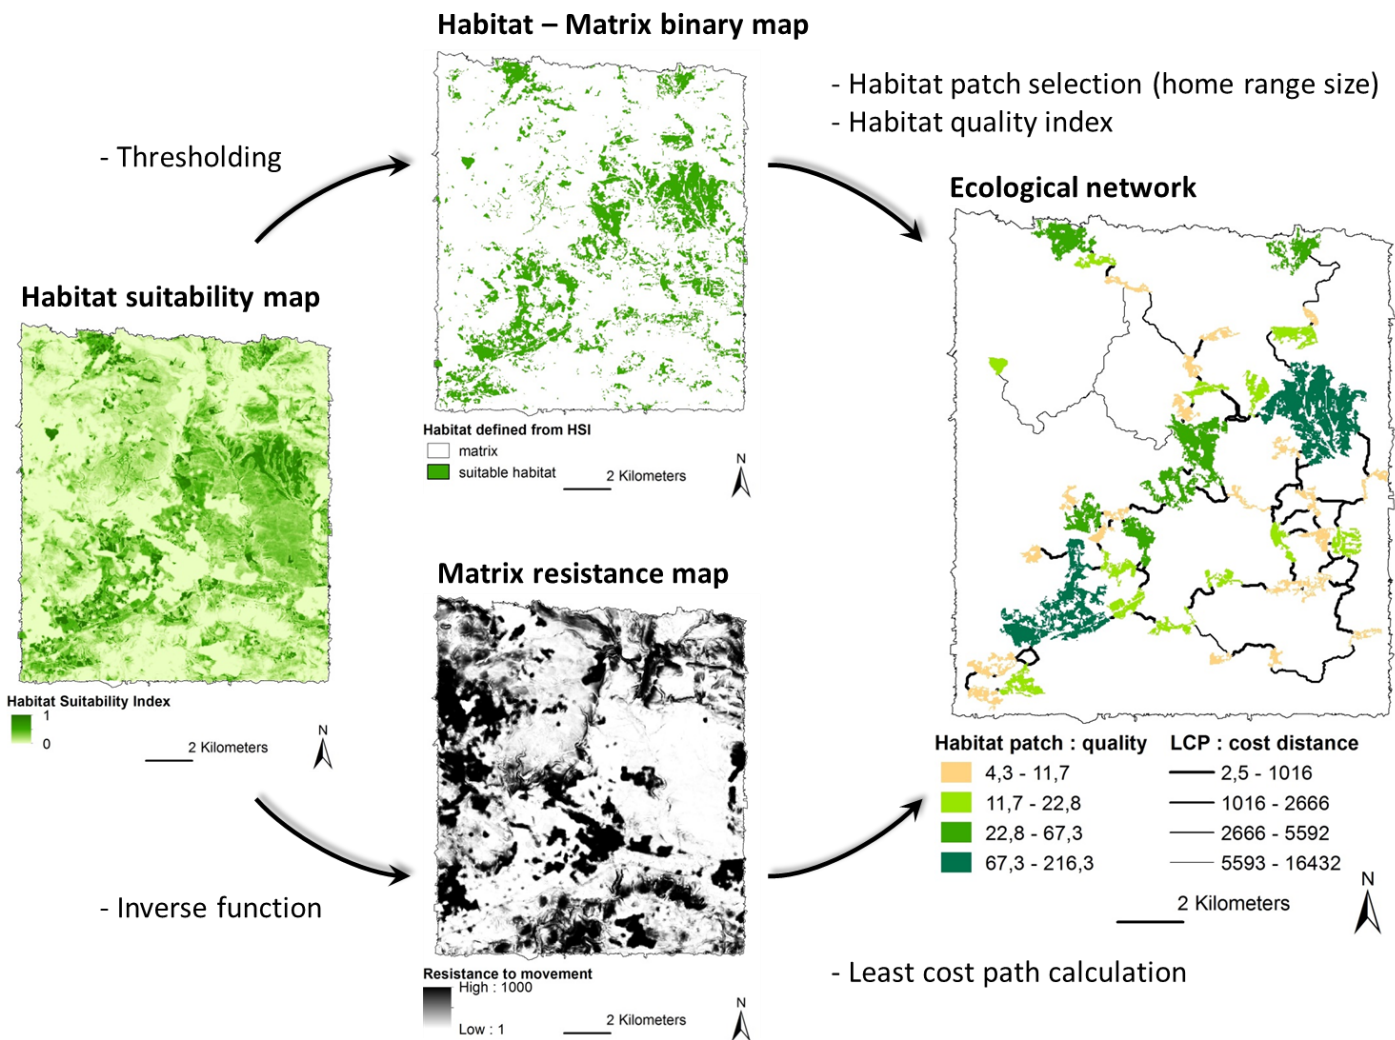 Habitat – Matrix binary map
- Habitat patch selection (home range size)
- Habitat quality index
- Thresholding
Ecological network
Habitat suitability map
Habitat defined from HSI
matrix
suitable habitat
2 Kilometers
N
Matrix resistance map
Habitat Suitability Index
1
0
2 Kilometers
N
- Inverse function
Resistance to movement
High : 1000
Low : 1
2 Kilometers
N
Habitat patch : quality
4,3 - 11,7
11,7 - 22,8
22,8 - 67,3
67,3 - 216,3
LCP : cost distance
2,5 - 1016
1016 - 2666
2666 - 5592
5593 - 16432
2 Kilometers
N
- Least cost path calculation